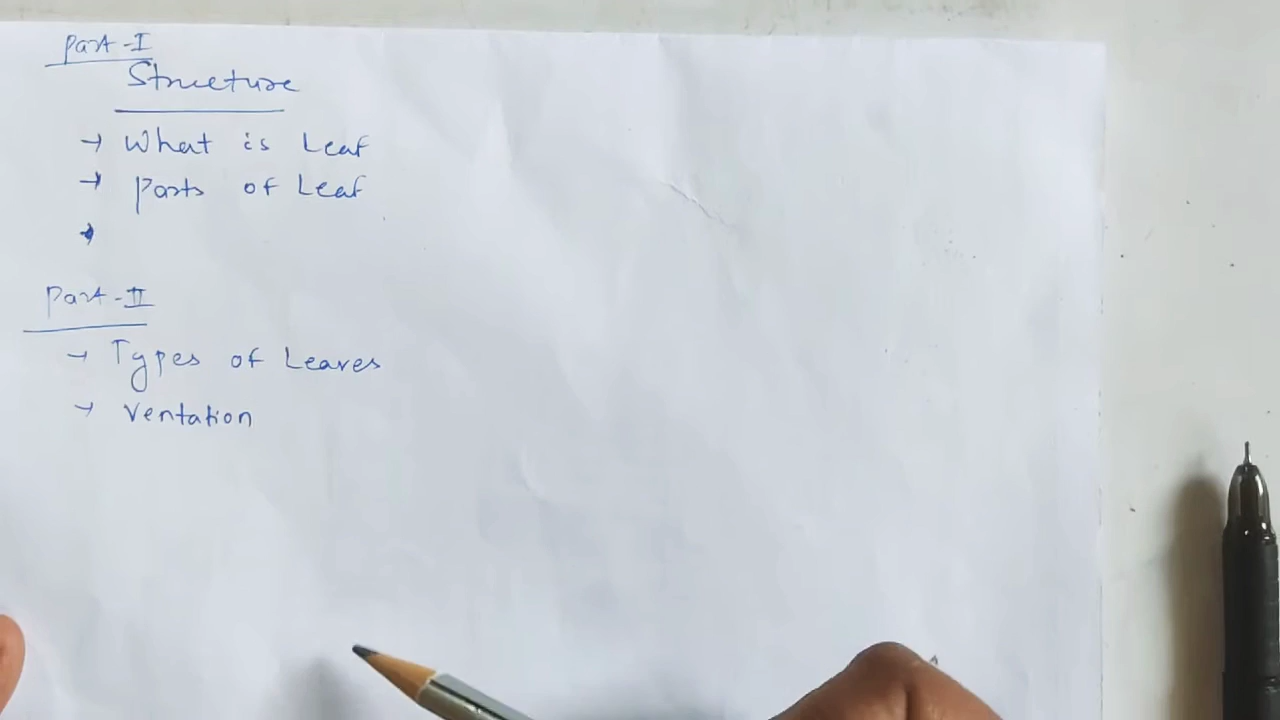 Part-I
Structure
→ What is Leaf
→ Parts of Leaf
→
Part-II
→ Types of Leaves
→ Ventation